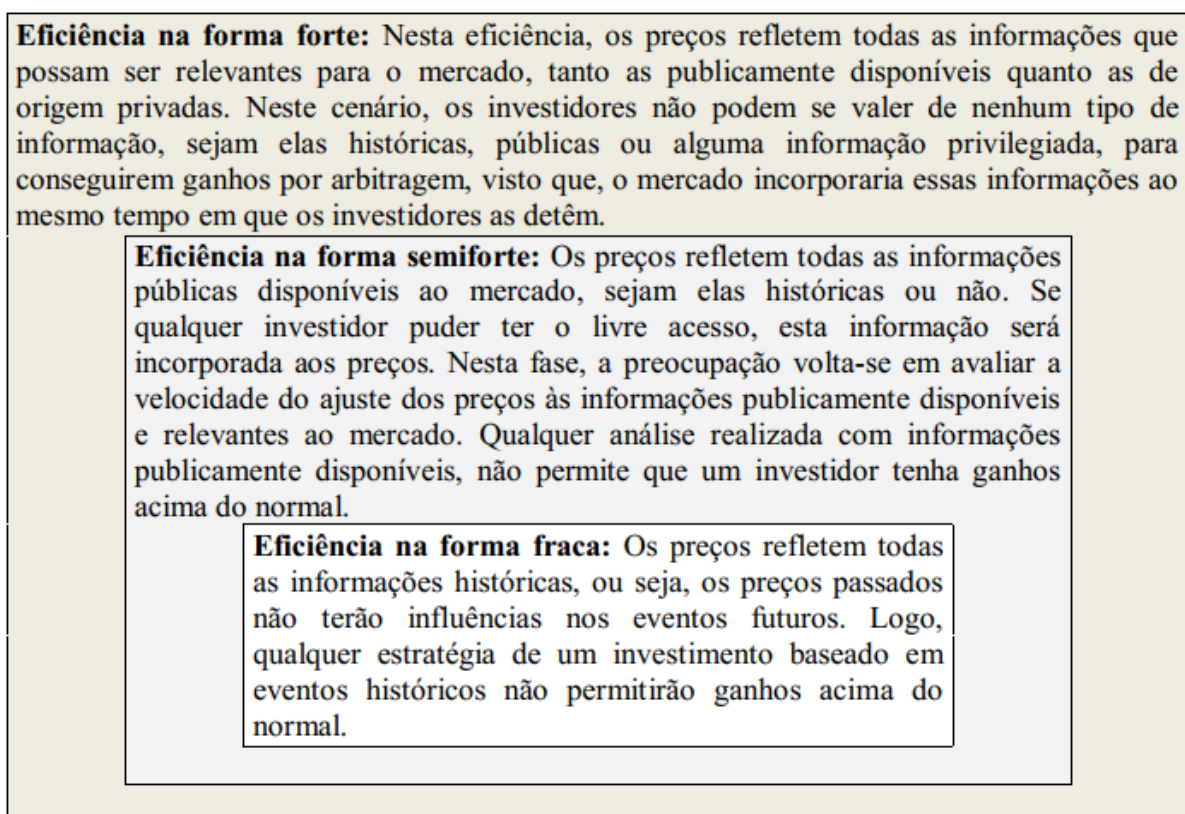 Eficiência na forma forte: Nesta eficiência, os preços refletem todas as informações que
possam ser relevantes para o mercado, tanto as publicamente disponíveis quanto as de
origem privadas. Neste cenário, os investidores não podem se valer de nenhum tipo de
informação, sejam elas históricas, públicas ou alguma informação privilegiada, para
conseguirem ganhos por arbitragem, visto que, o mercado incorporaria essas informações ao
mesmo tempo em que os investidores as detêm.
Eficiência na forma semiforte: Os preços refletem todas as informações
públicas disponíveis ao mercado, sejam elas históricas ou não. Se
qualquer investidor puder ter o livre acesso, esta informação será
incorporada aos preços. Nesta fase, a preocupação volta-se em avaliar a
velocidade do ajuste dos preços às informações publicamente disponíveis
e relevantes ao mercado. Qualquer análise realizada com informações
publicamente disponíveis, não permite que um investidor tenha ganhos
acima do normal.
Eficiência na forma fraca: Os preços refletem todas
as informações históricas, ou seja, os preços passados
não terão influências nos eventos futuros. Logo,
qualquer estratégia de um investimento baseado em
eventos históricos não permitirão ganhos acima do
normal.